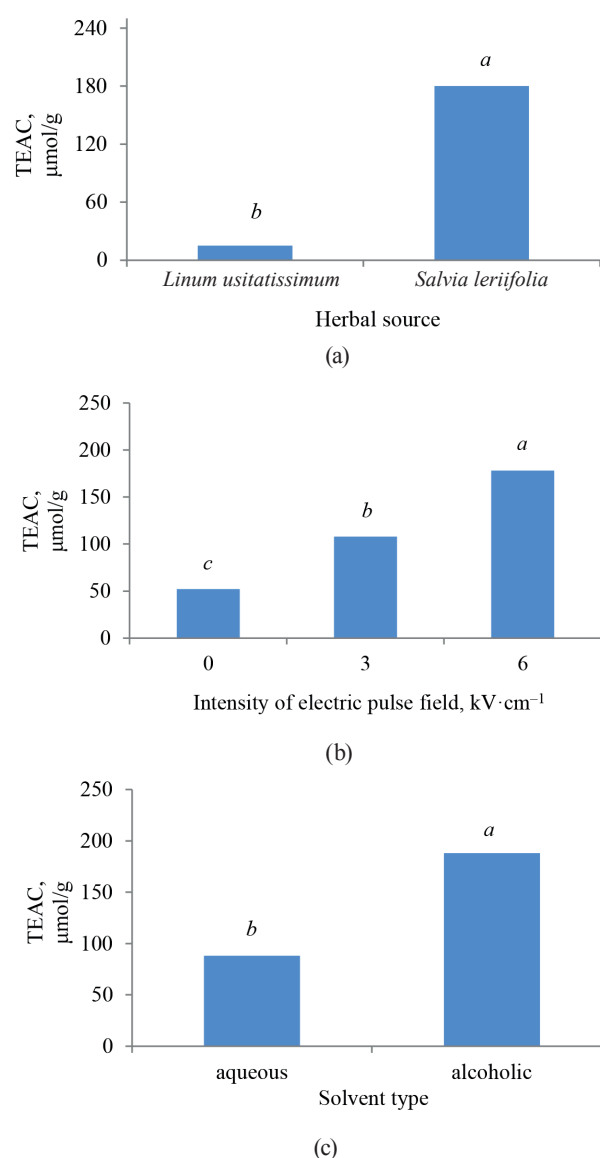 240
a
180
TEAC,
µmol/g
120
60
b
0
Linum usitatissimum Salvia leriifolia
Herbal source
(a)
250
200
a
TEAC,
µmol/g
150
b
100
c
50
0
0 3 6
Intensity of electric pulse field, kV·cm⁻¹
(b)
250
a
200
TEAC,
µmol/g
150
b
100
50
0
aqueous alcoholic
Solvent type
(c)